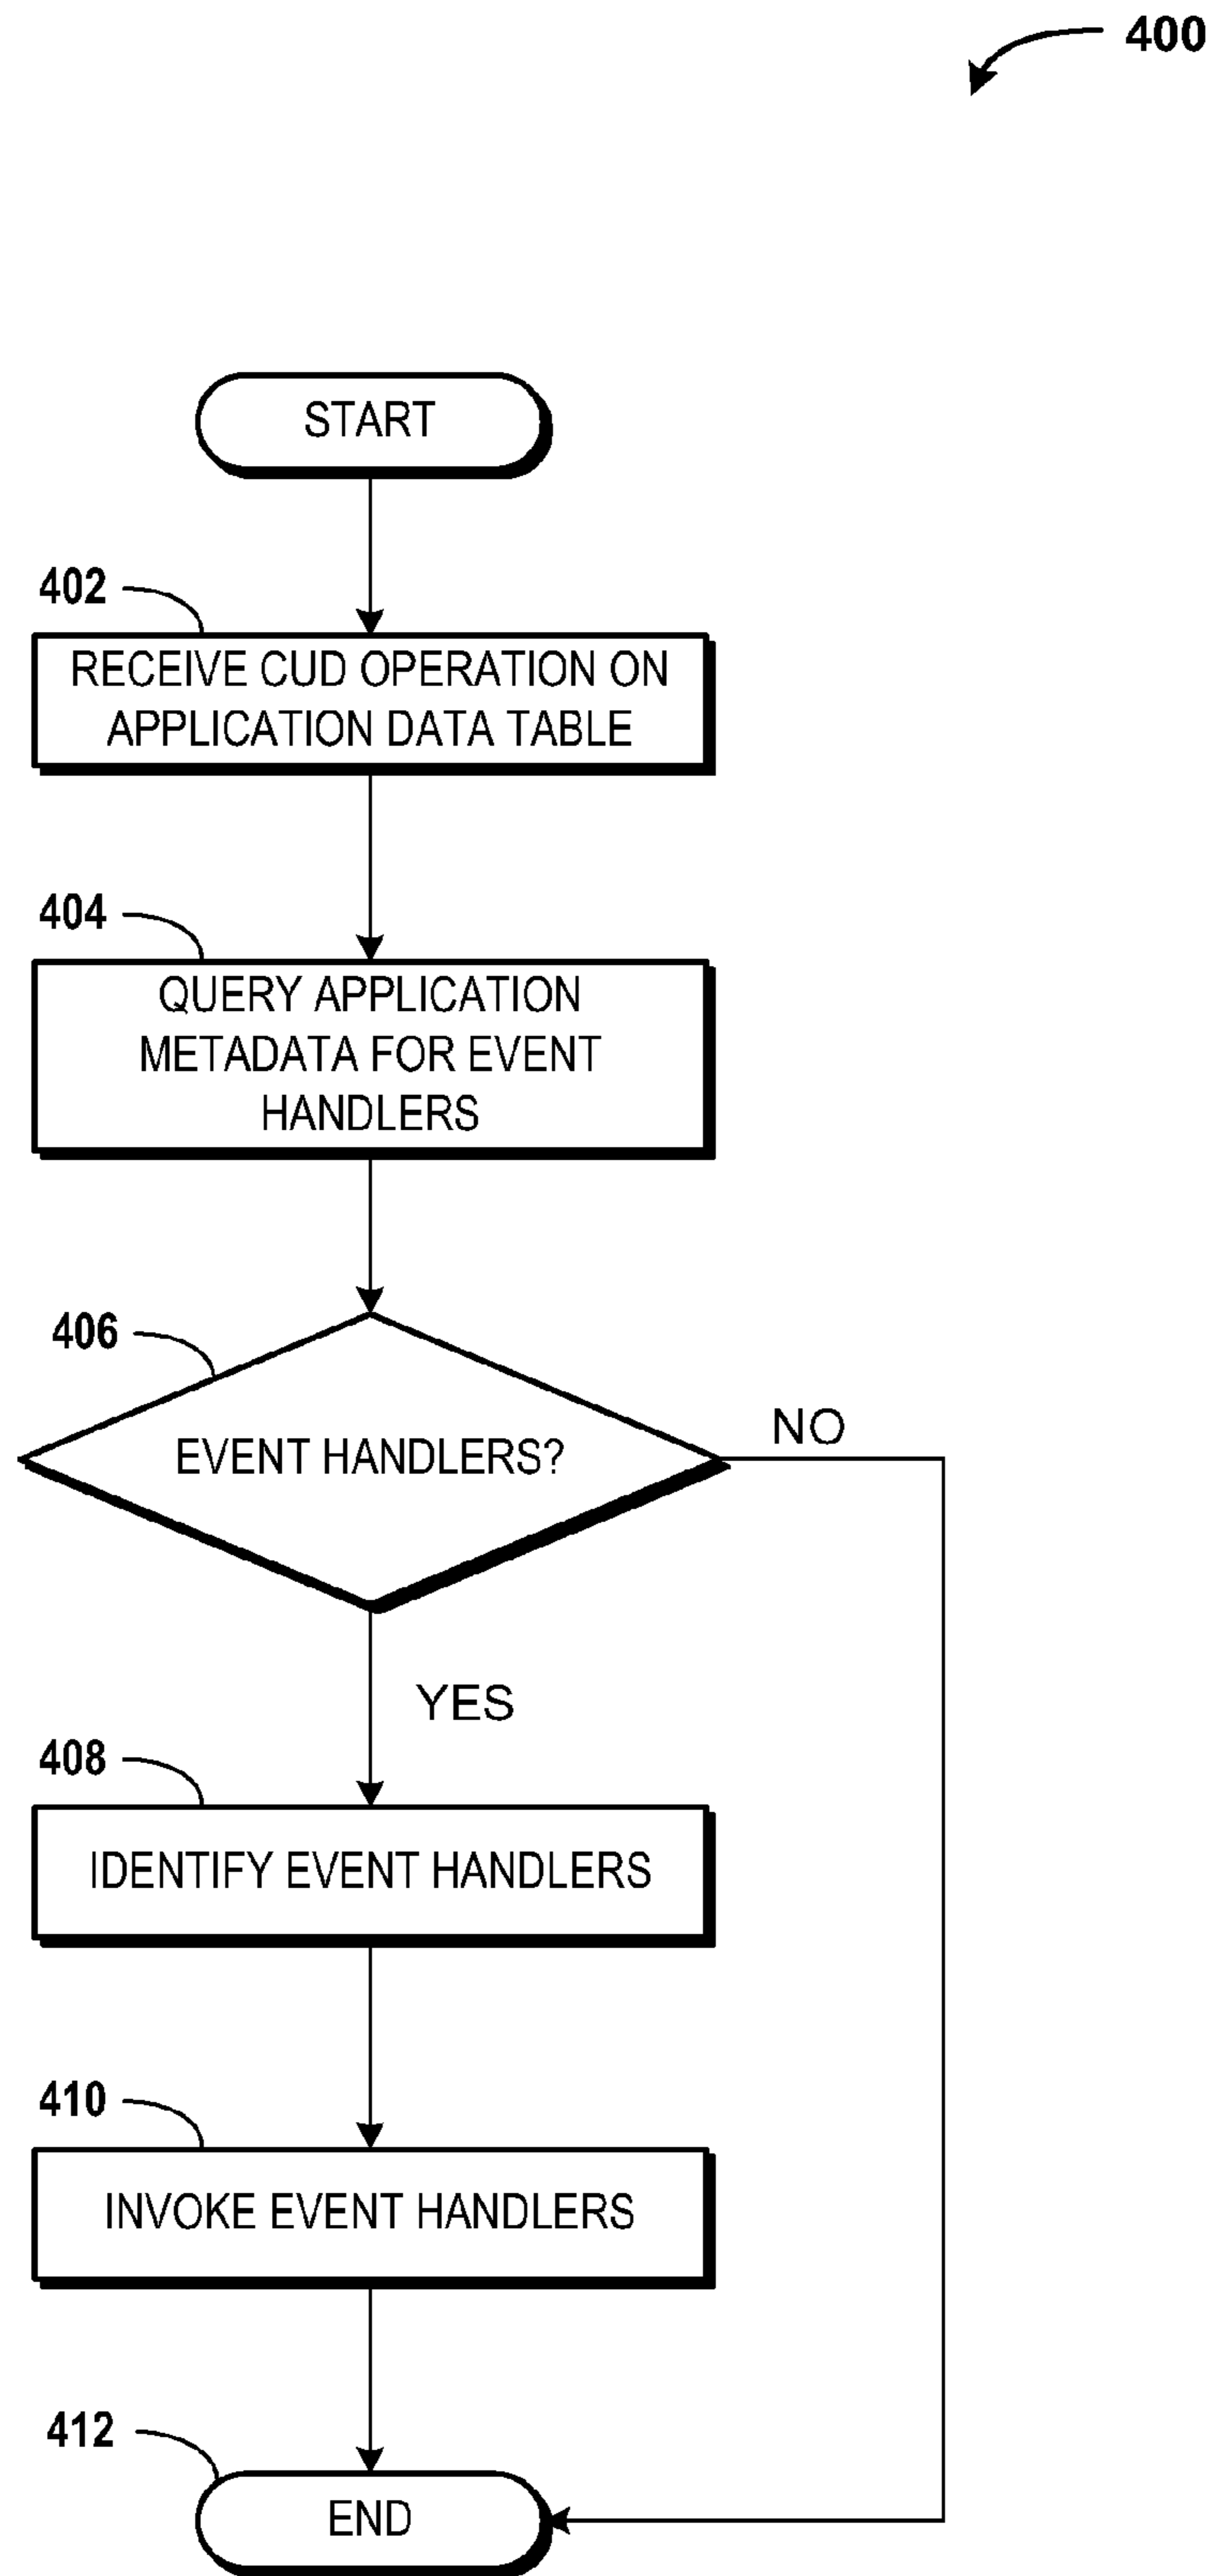 400
START
402
RECEIVE CUD OPERATION ON
APPLICATION DATA TABLE
404
QUERY APPLICATION
METADATA FOR EVENT
HANDLERS
406
EVENT HANDLERS?
NO
YES
408
IDENTIFY EVENT HANDLERS
410
INVOKE EVENT HANDLERS
412
END